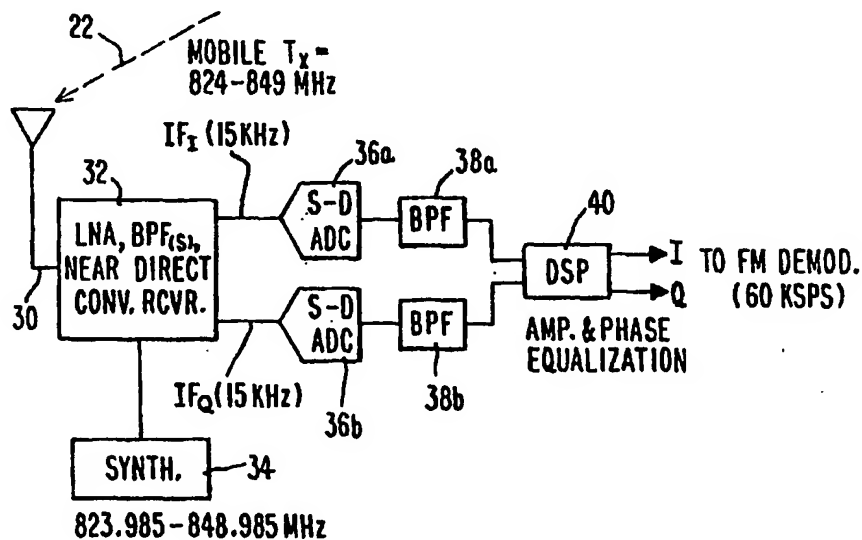 22
MOBILE Tx =
824-849 MHz
IFI (15KHz)
36a
38a
32
S-D
ADC
BPF
40
LNA, BPF(S),
NEAR DIRECT
CONV. RCVR.
DSP
I
Q
TO FM DEMOD.
(60 KSPS)
30
S-D
ADC
BPF
AMP. & PHASE
EQUALIZATION
IFQ (15KHz)
36b
38b
SYNTH.
34
823.985-848.985 MHz